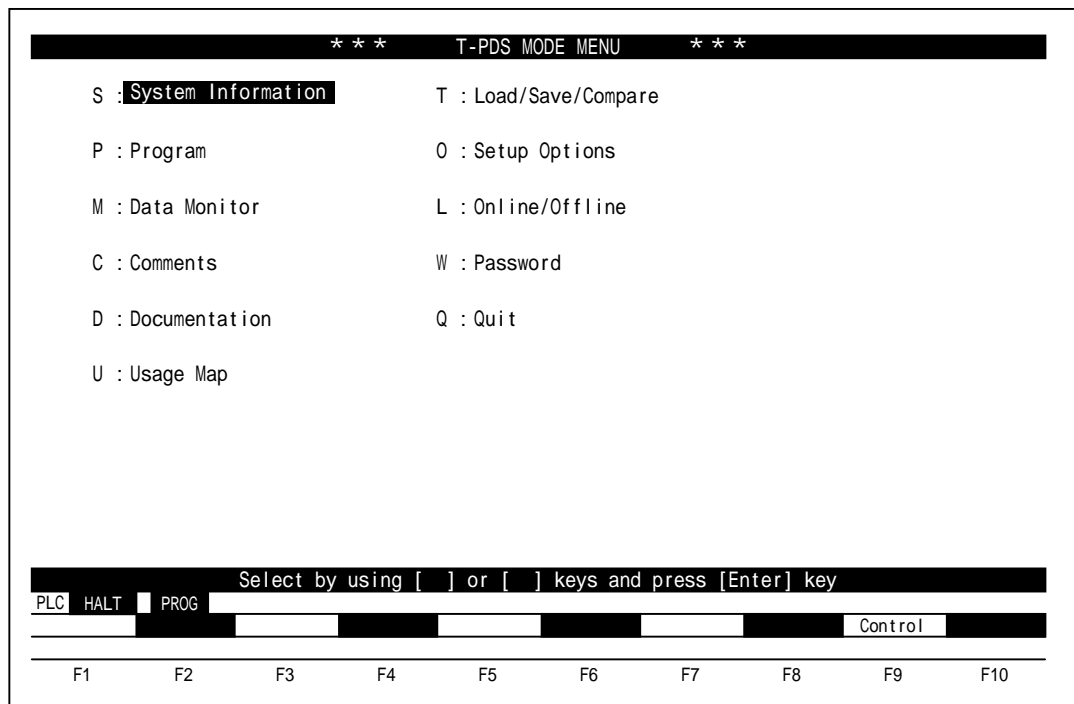 *** T-PDS MODE MENU ***
S : System Information T : Load/Save/Compare
P : Program O : Setup Options
M : Data Monitor L : Online/Offline
C : Comments W : Password
D : Documentation Q : Quit
U : Usage Map
Select by using [ ] or [ ] keys and press [Enter] key
PLC HALT PROG
Control
F1 F2 F3 F4 F5 F6 F7 F8 F9 F10